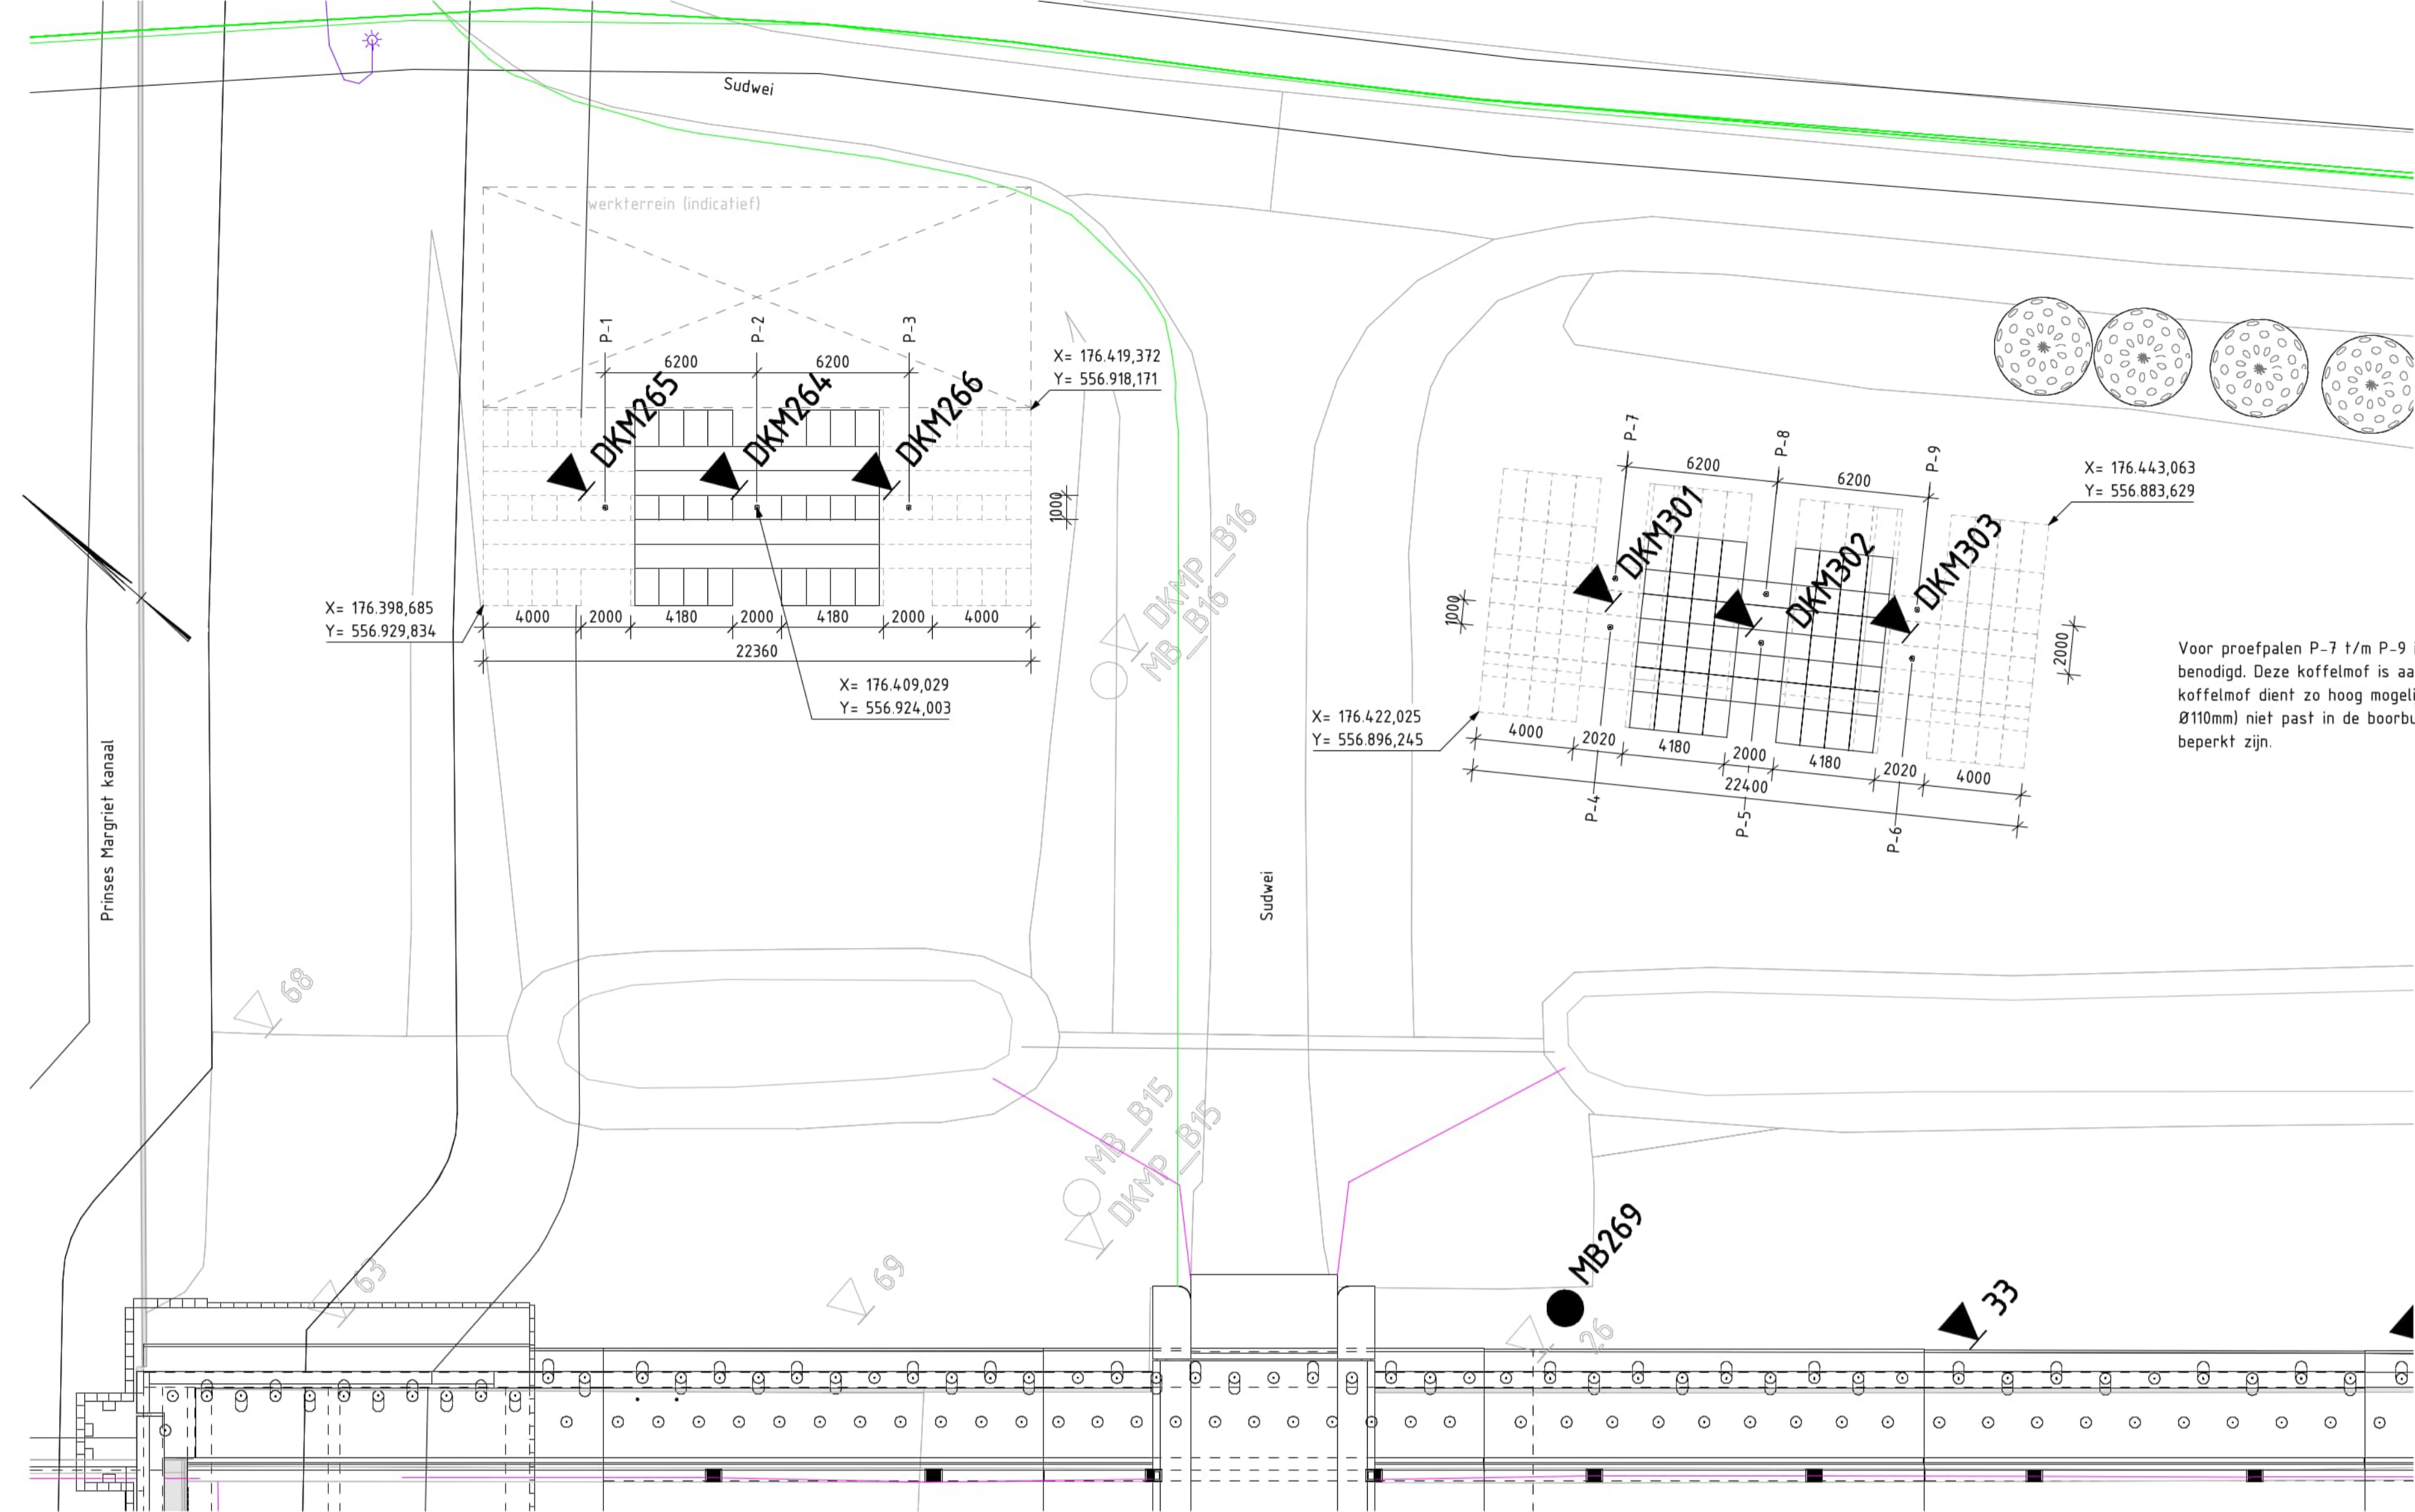 Sudwei
werkterrein (indicatief)
P-1
P-2
P-3
6200
6200
DKM265
DKM264
DKM266
X= 176.419,372
Y= 556.918,171
1000
X= 176.398,685
Y= 556.929,834
4000
2000
4180
2000
4180
2000
4000
22360
X= 176.409,029
Y= 556.924,003
DKMP_B16
MB_B16
P-7
P-8
P-9
6200
6200
DKM301
DKM302
DKM303
X= 176.443,063
Y= 556.883,629
1000
2000
X= 176.422,025
Y= 556.896,245
4000
2020
4180
2000
4180
2020
4000
22400
P-4
P-5
P-6
Voor proefpalen P-7 t/m P-9
benodigd. Deze koffelmof is
koffelmof dient zo hoog
Ø110mm) niet past in de
beperkt zijn.
Prinses Margriet kanaal
Sudwei
68
63
69
MB_B15
DKMP_B15
MB269
26
33